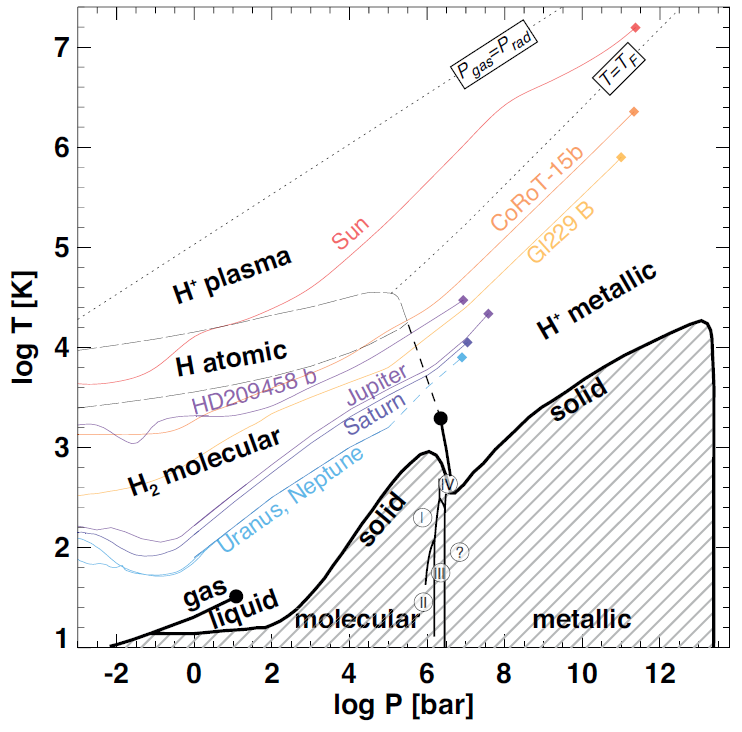 P_gas=P_rad
T=T_F
7
6
5
4
3
2
1
log T [K]
Sun
CoRoT-15b
Gl229 B
H⁺ plasma
H atomic
HD209458 b
H₂ molecular
Jupiter
Saturn
Uranus, Neptune
H⁺ metallic
solid
solid
gas
liquid
molecular
metallic
I
II
III
IV
?
-2 0 2 4 6 8 10 12
log P [bar]